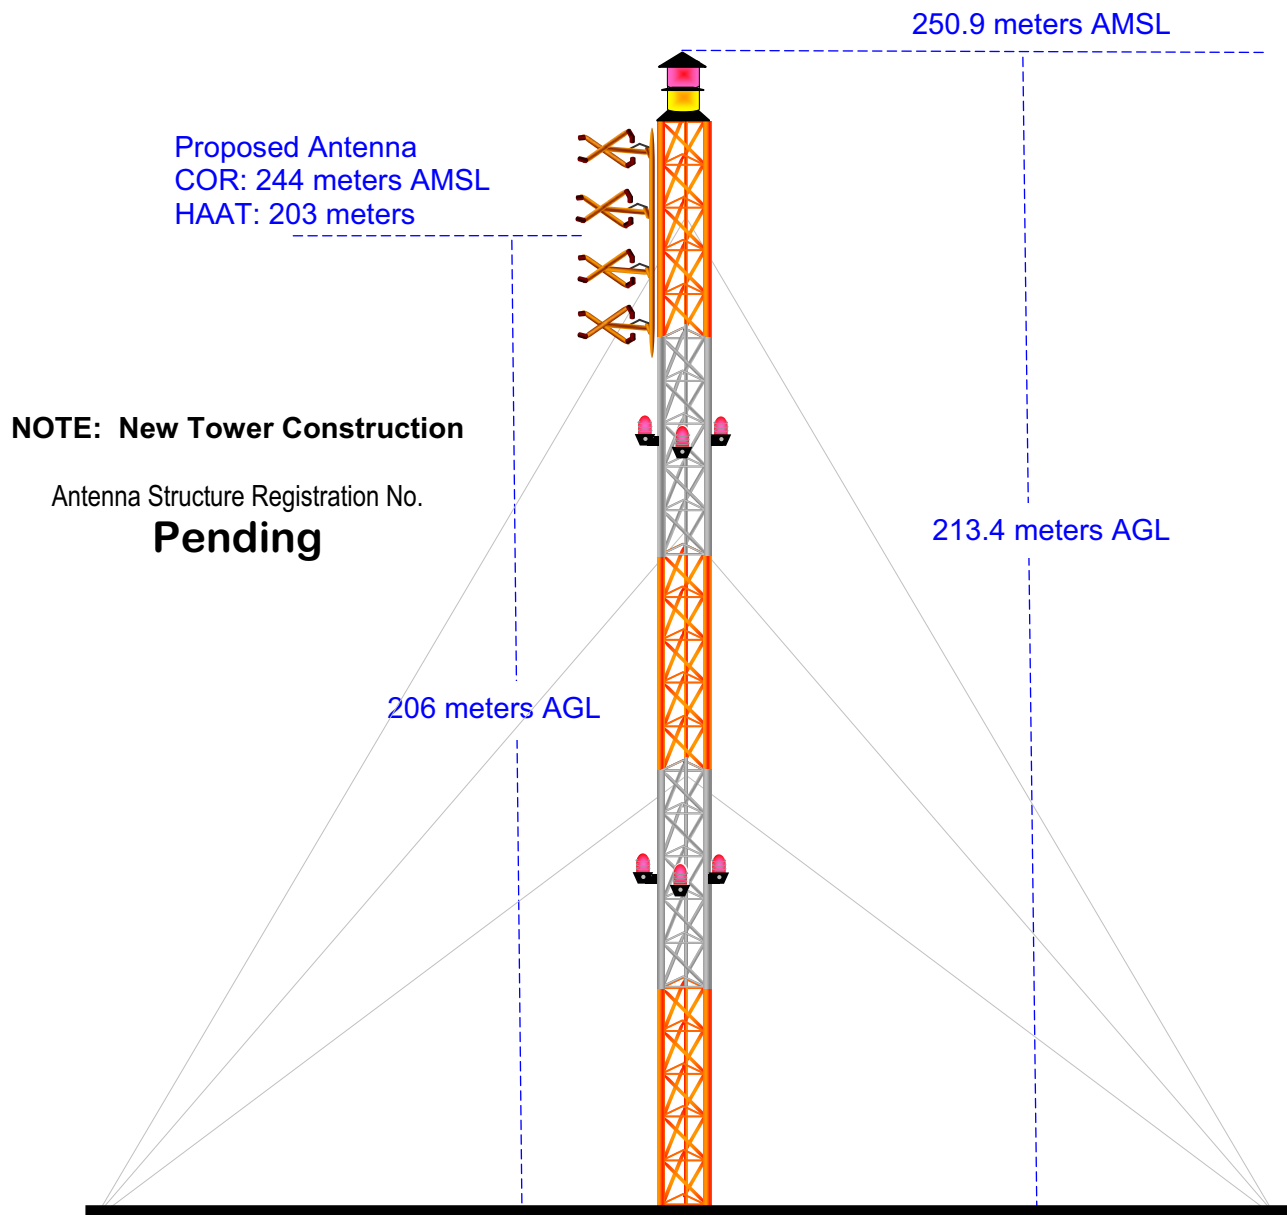 250.9 meters AMSL
Proposed Antenna
COR: 244 meters AMSL
HAAT: 203 meters
NOTE:  New Tower Construction
Antenna Structure Registration No.
Pending
213.4 meters AGL
206 meters AGL